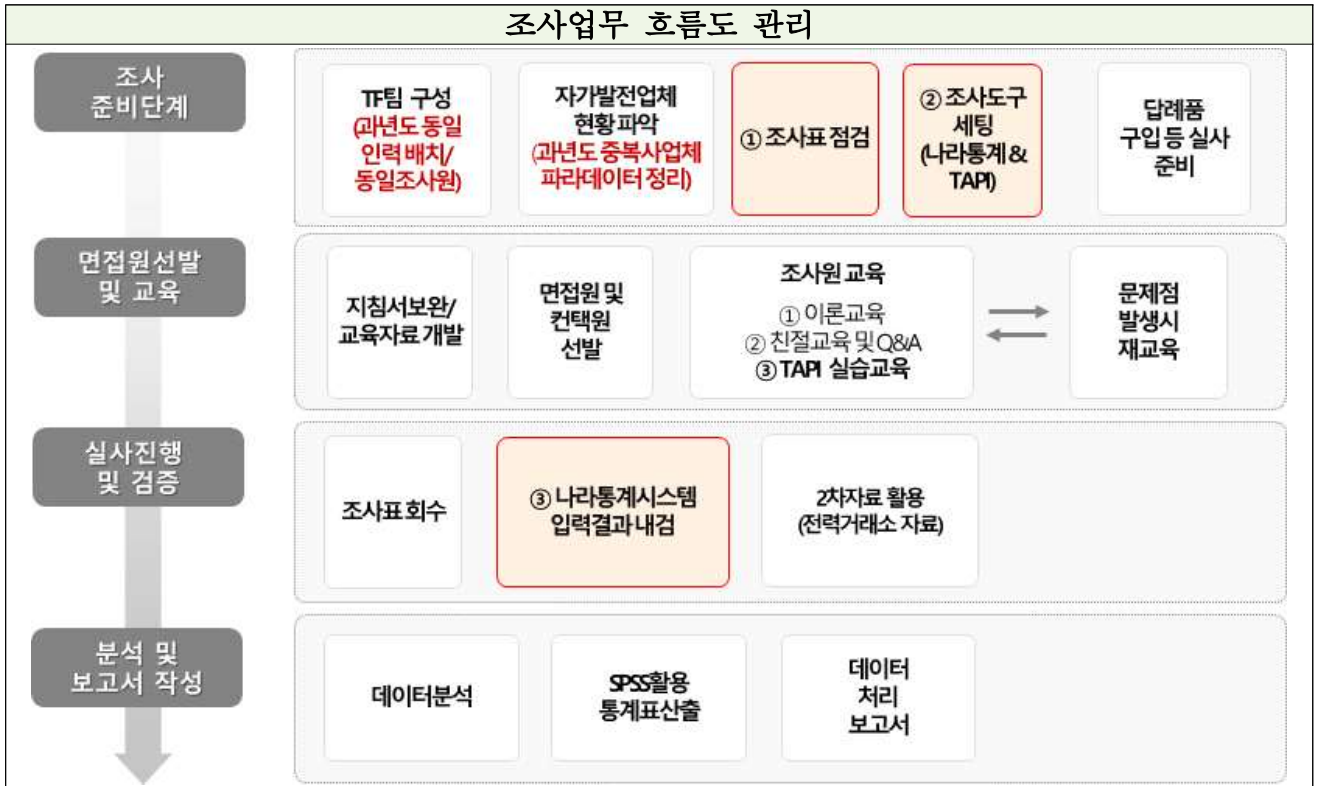 조사업무 흐름도 관리
조사
준비단계
TF팀 구성
(과년도 동일
인력 배치/
동일조사원)
자가발전업체
현황 파악
(과년도 중복사업체
파라데이터 정리)
① 조사표 점검
② 조사도구
세팅
(나라통계 &
TAPI)
답례품
구입 등 실사
준비
면접원선발
및 교육
지침서보완/
교육자료 개발
면접원 및
컨택원
선발
조사원 교육
① 이론교육
② 친절교육 및 Q&A
③ TAPI 실습교육
문제점
발생시
재교육
실사진행
및 검증
조사표 회수
③ 나라통계시스템
입력결과 내검
2차자료 활용
(전력거래소 자료)
분석 및
보고서 작성
데이터분석
SPSS활용
통계표산출
데이터
처리
보고서